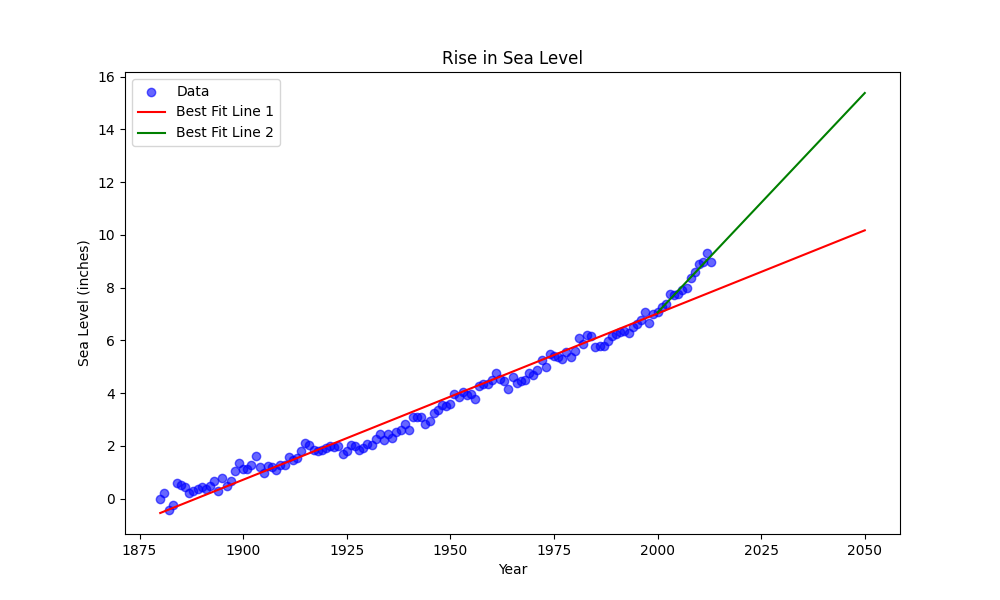 Rise in Sea Level
Data
Best Fit Line 1
Best Fit Line 2
Sea Level (inches)
16
14
12
10
8
6
4
2
0
1875 1900 1925 1950 1975 2000 2025 2050
Year